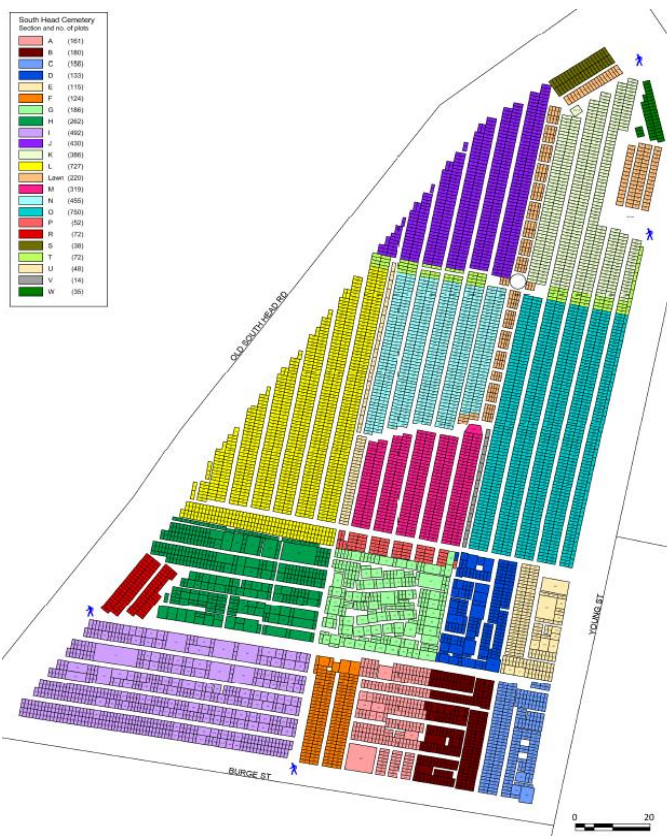 South Head Cemetery
Section and no. of plots
A (161)
B (180)
C (156)
D (133)
E (115)
F (124)
G (186)
H (262)
I (492)
J (430)
K (386)
L (727)
Lawn (220)
M (319)
N (455)
O (750)
P (52)
R (72)
S (38)
T (72)
U (48)
V (14)
W (35)
OLD SOUTH HEAD RD
YOUNG ST
BURGE ST
0 20